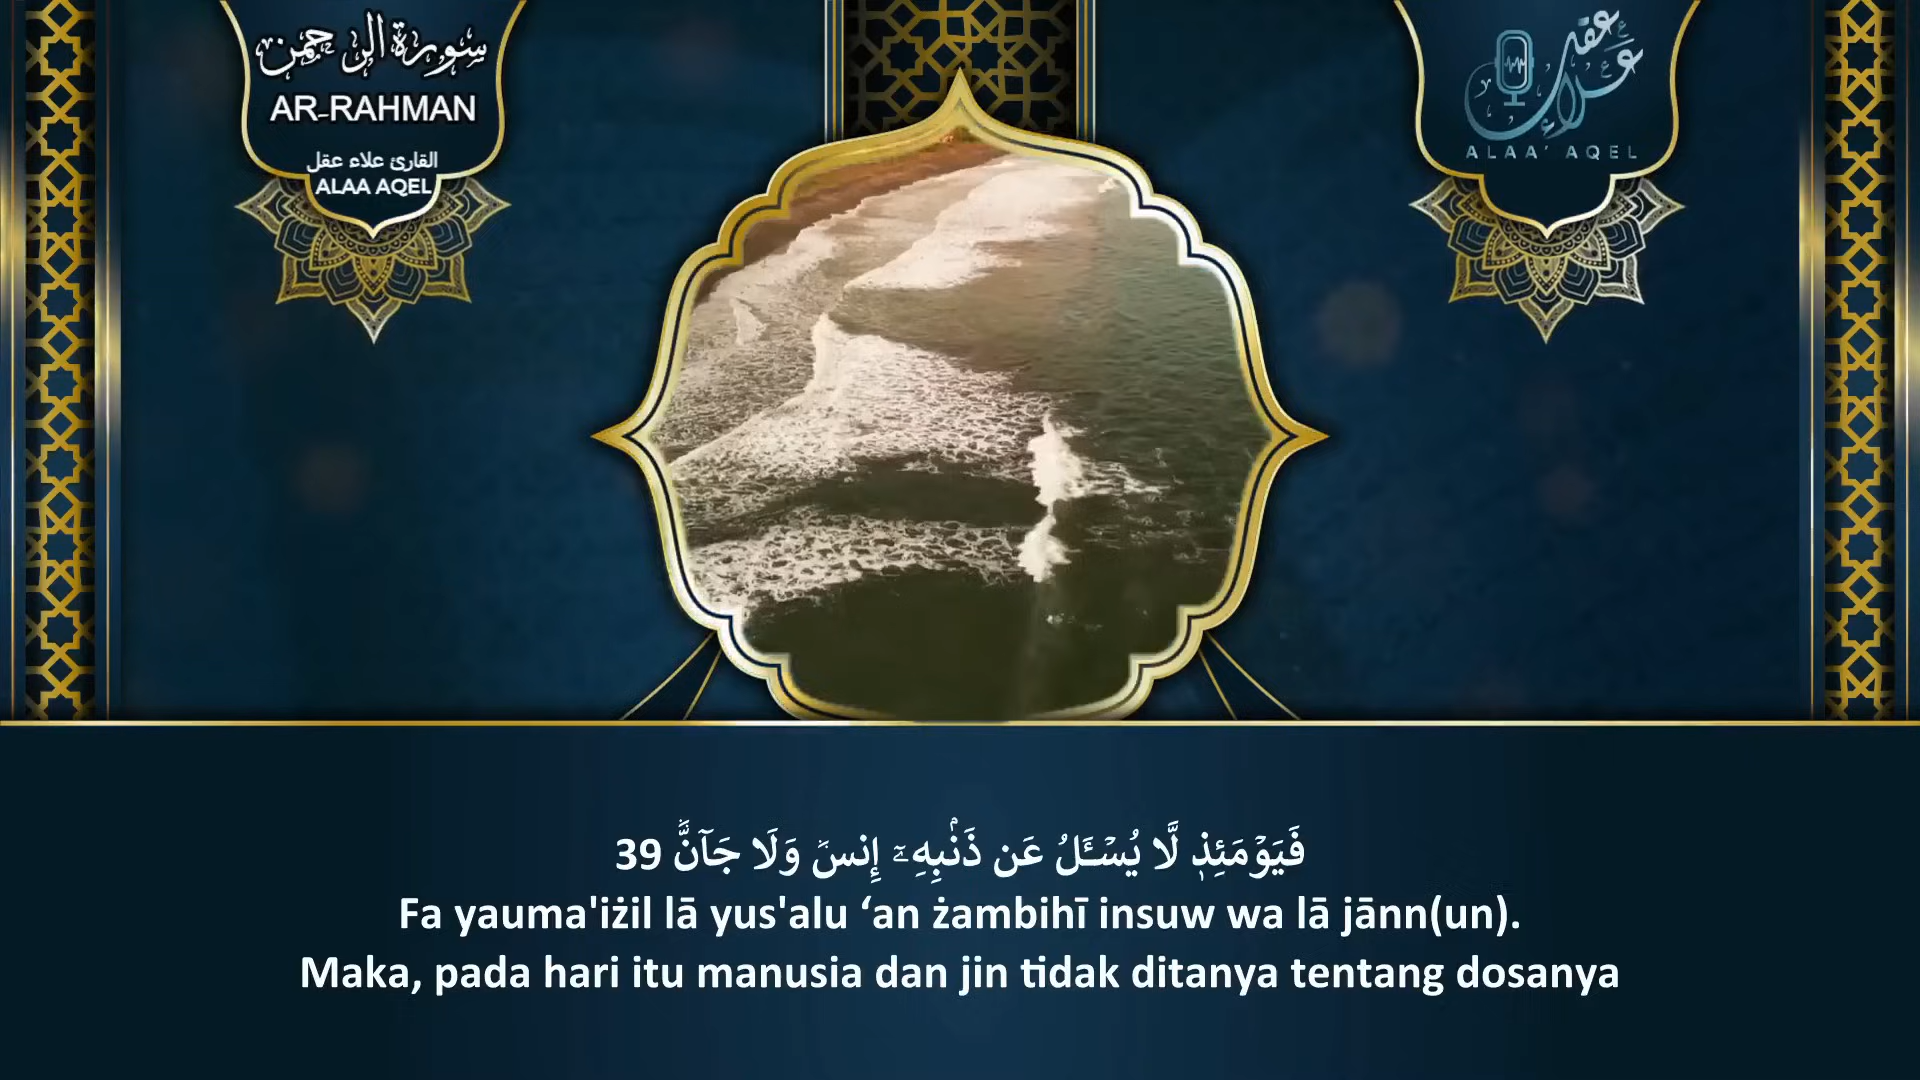 سورة الرحمن
AR-RAHMAN
القارئ علاء عقل
ALAA AQEL
علاء عقل
ALAA' AQEL
فَيَوْمَئِذٍ لَّا يُسْـَٔلُ عَن ذَنۢبِهِۦٓ إِنسٌ وَلَا جَآنٌّ 39
Fa yauma'iżil lā yus'alu ‘an żambihī insuw wa lā jānn(un).
Maka, pada hari itu manusia dan jin tidak ditanya tentang dosanya